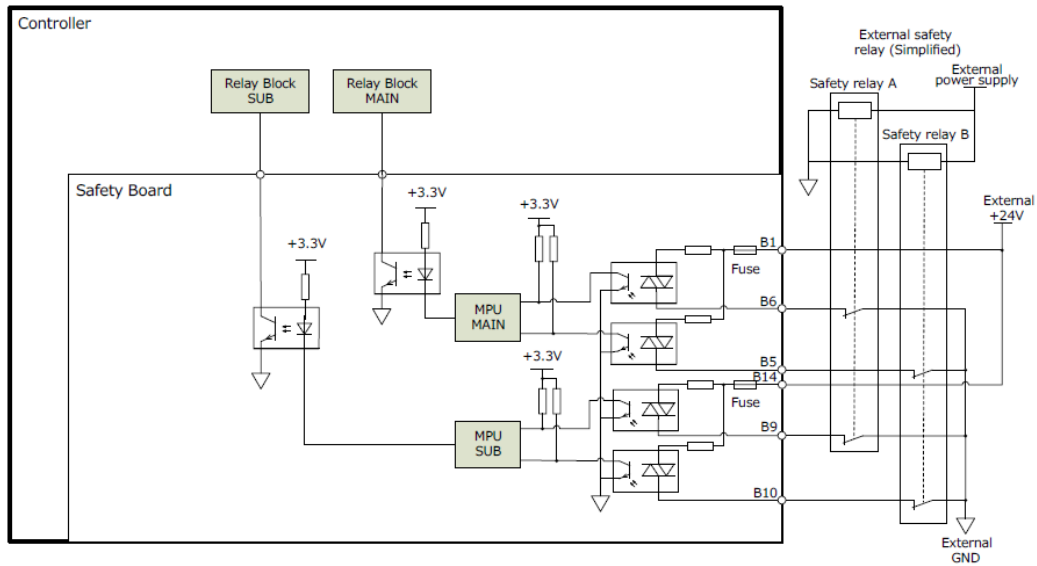 Controller
External safety
relay (Simplified)
Relay Block
SUB
Relay Block
MAIN
Safety relay A
External
power supply
Safety relay B
Safety Board
+3.3V
+3.3V
+3.3V
External
+24V
B1
Fuse
MPU
MAIN
B6
+3.3V
B5
B14
Fuse
MPU
SUB
B9
B10
External
GND